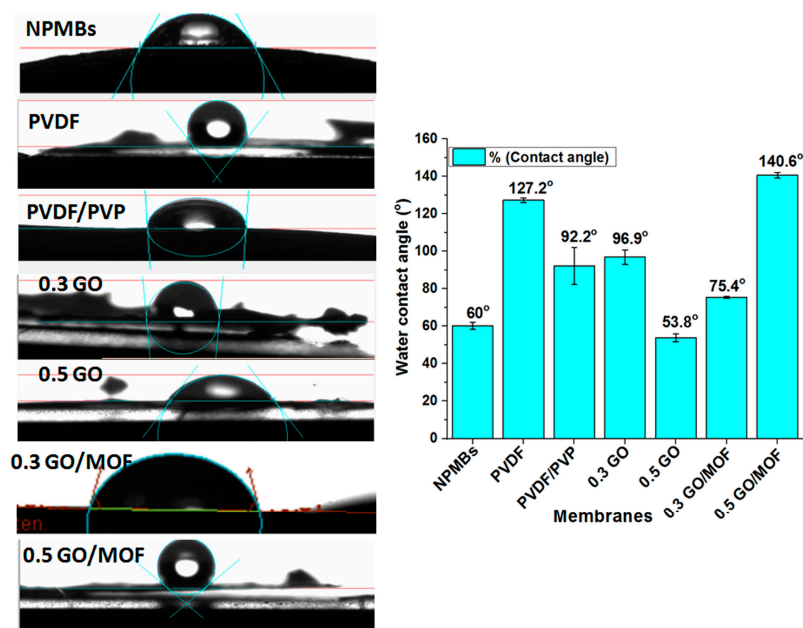 NPMBs
PVDF
PVDF/PVP
0.3 GO
0.5 GO
0.3 GO/MOF
ten.
0.5 GO/MOF
% (Contact angle)
Water contact angle (°)
160
140
120
100
80
60
40
20
0
60°
127.2°
92.2°
96.9°
53.8°
75.4°
140.6°
NPMBs
PVDF
PVDF/PVP
0.3 GO
0.5 GO
0.3 GO/MOF
0.5 GO/MOF
Membranes